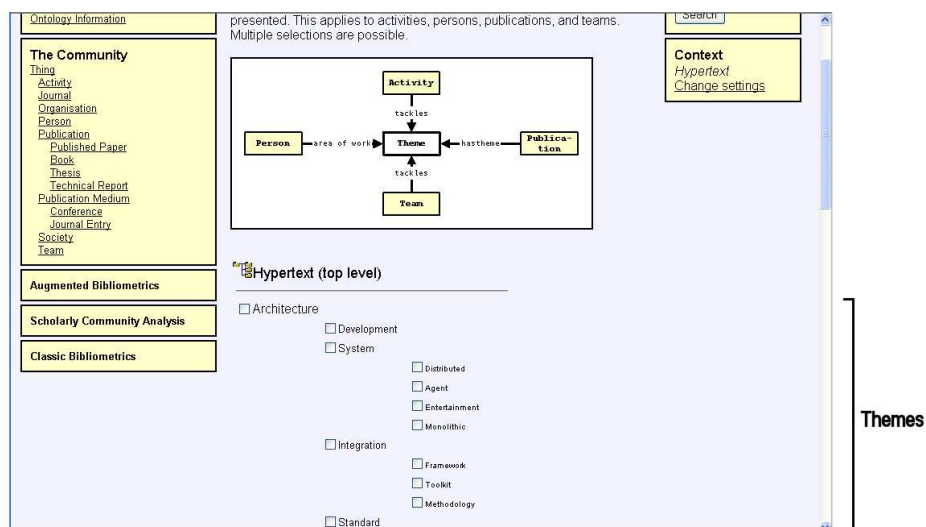 Ontology Information
The Community
Thing
Activity
Journal
Organisation
Person
Publication
Published Paper
Book
Thesis
Technical Report
Publication Medium
Conference
Journal Entry
Society
Team
Augmented Bibliometrics
Scholarly Community Analysis
Classic Bibliometrics
presented. This applies to activities, persons, publications, and teams.
Multiple selections are possible.
Activity
tackles
Person
area of work
Theme
hastheme
Publica-
tion
tackles
Team
Hypertext (top level)
Architecture
Development
System
Distributed
Agent
Entertainment
Monolithic
Integration
Framework
Toolkit
Methodology
Standard
Search
Context
Hypertext
Change settings
Themes